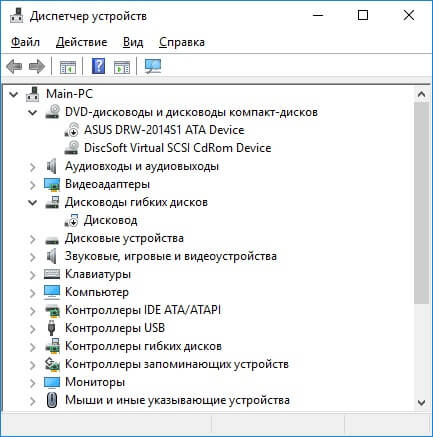 Диспетчер устройств
Файл Действие Вид Справка
Main-PC
DVD-дисководы и дисководы компакт-дисков
ASUS DRW-2014S1 ATA Device
DiscSoft Virtual SCSI CdRom Device
Аудиовходы и аудиовыходы
Видеоадаптеры
Дисководы гибких дисков
Дисковод
Дисковые устройства
Звуковые, игровые и видеоустройства
Клавиатуры
Компьютер
Контроллеры IDE ATA/ATAPI
Контроллеры USB
Контроллеры гибких дисков
Контроллеры запоминающих устройств
Мониторы
Мыши и иные указывающие устройства